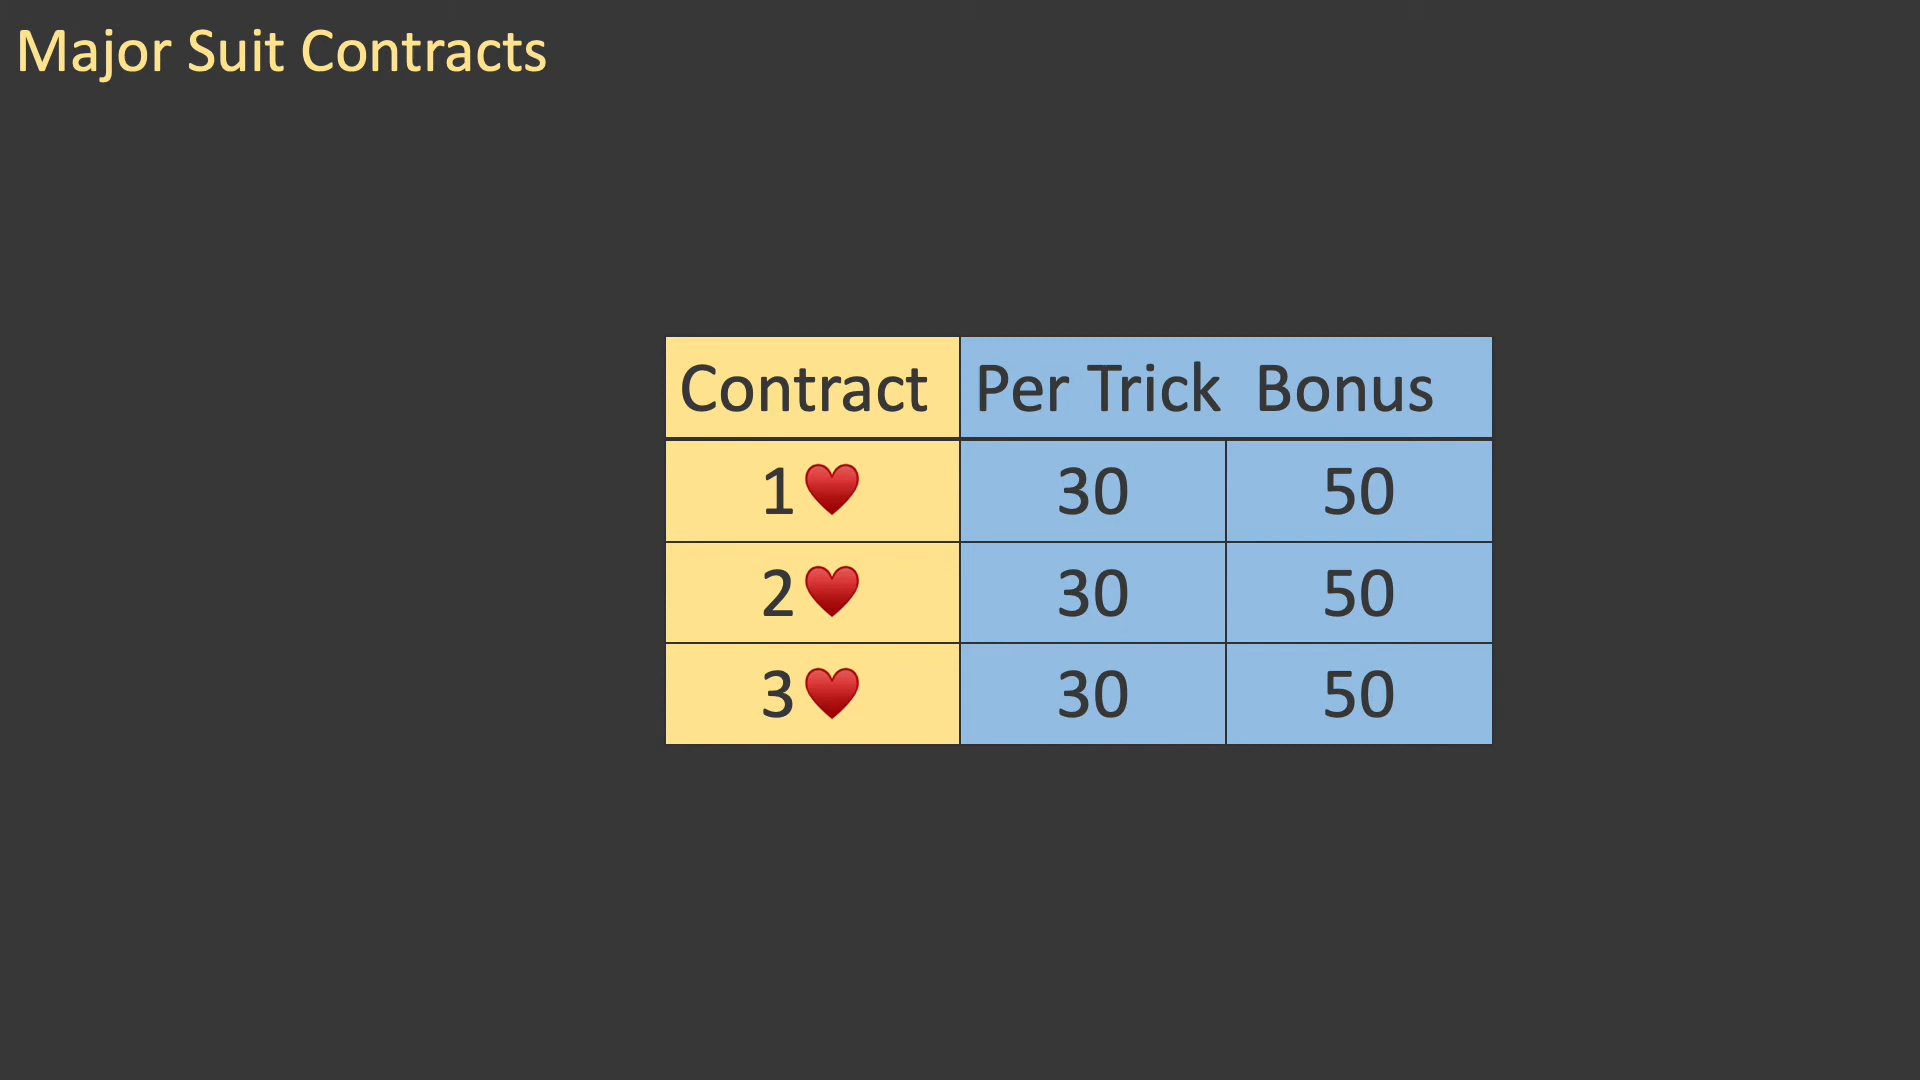 Major Suit Contracts
Contract Per Trick Bonus
1♥ 30 50
2♥ 30 50
3♥ 30 50